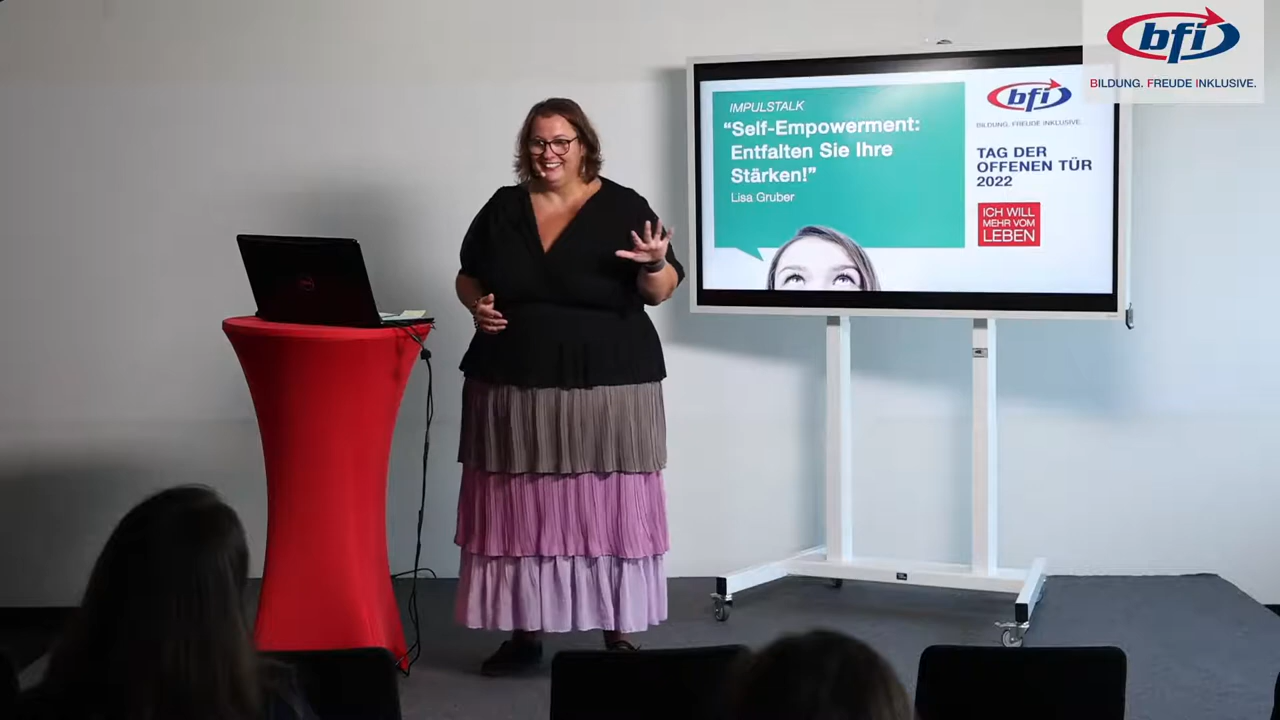 IMPULSTALK
“Self-Empowerment:
Entfalten Sie Ihre
Stärken!”
Lisa Gruber
bfi
BILDUNG. FREUDE INKLUSIVE.
TAG DER
OFFENEN TÜR
2022
ICH WILL
MEHR VOM
LEBEN
bfi
BILDUNG. FREUDE INKLUSIVE.